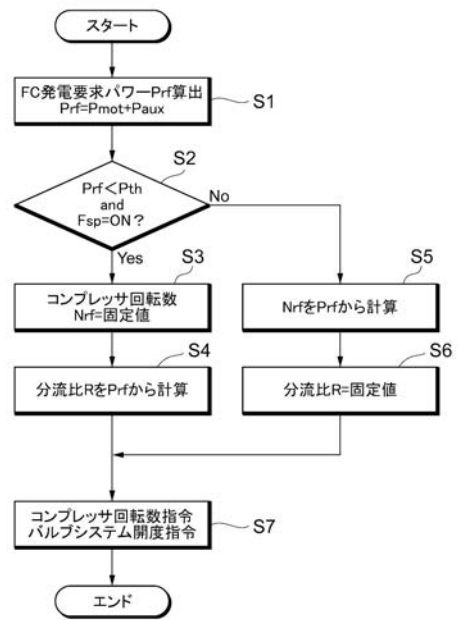 スタート
FC発電要求パワーPrf算出
Prf=Pmot+Paux
S1
S2
Prf<Pth
and
Fsp=ON?
No
Yes
S3
コンプレッサ回転数
Nrf=固定値
S5
NrfをPrfから計算
S4
分流比RをPrfから計算
S6
分流比R=固定値
コンプレッサ回転数指令
バルブシステム開度指令
S7
エンド